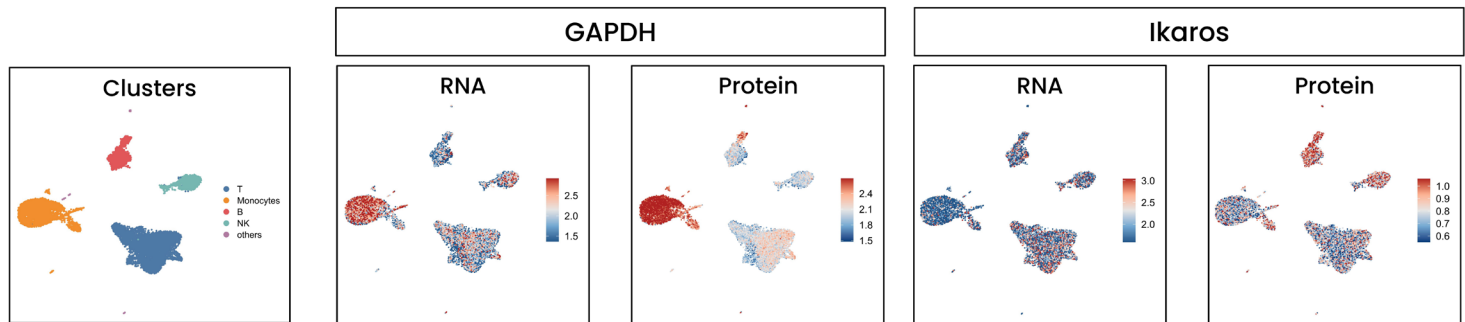 GAPDH
Ikaros
Clusters
RNA
Protein
RNA
Protein
T
Monocytes
B
NK
others
2.5
2.0
1.5
2.4
2.1
1.8
1.5
3.0
2.5
2.0
1.0
0.9
0.8
0.7
0.6